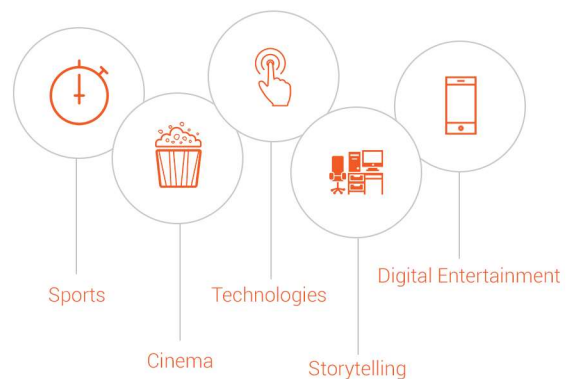 Sports
Cinema
Technologies
Storytelling
Digital Entertainment